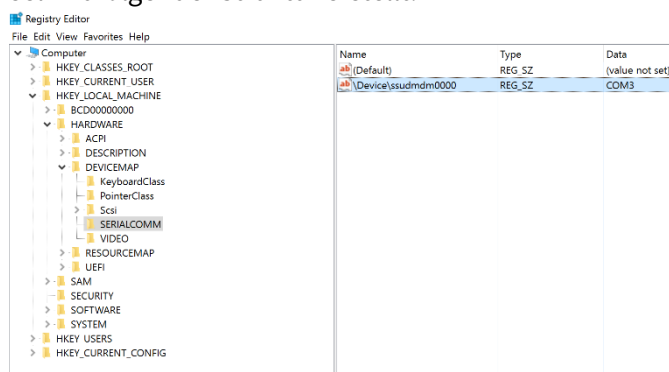 Registry Editor
File Edit View Favorites Help
Computer
HKEY_CLASSES_ROOT
HKEY_CURRENT_USER
HKEY_LOCAL_MACHINE
BCD00000000
HARDWARE
ACPI
DESCRIPTION
DEVICEMAP
KeyboardClass
PointerClass
Scsi
SERIALCOMM
VIDEO
RESOURCEMAP
UEFI
SAM
SECURITY
SOFTWARE
SYSTEM
HKEY_USERS
HKEY_CURRENT_CONFIG
Name Type Data
(Default) REG_SZ (value not set)
\Device\ssudmdm0000 REG_SZ COM3